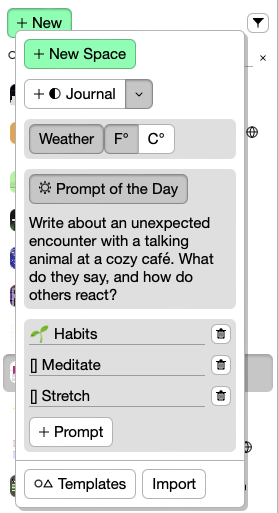 + New
+ New Space
+ Journal
Weather F° C°
Prompt of the Day
Write about an unexpected
encounter with a talking
animal at a cozy café. What
do they say, and how do
others react?
🌱 Habits
[] Meditate
[] Stretch
+ Prompt
Templates
Import